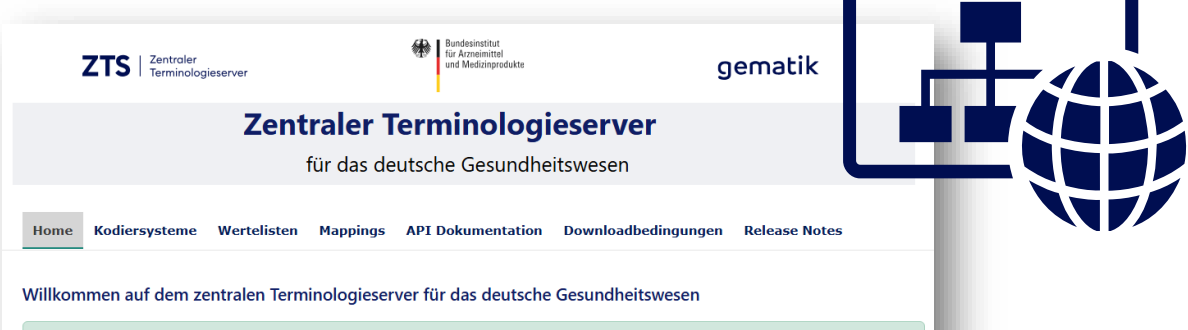 ZTS
Zentraler
Terminologieserver
Bundesinstitut
für Arzneimittel
und Medizinprodukte
gematik
Zentraler Terminologieserver
für das deutsche Gesundheitswesen
Home Kodiersysteme Wertelisten Mappings API Dokumentation Downloadbedingungen Release Notes
Willkommen auf dem zentralen Terminologieserver für das deutsche Gesundheitswesen